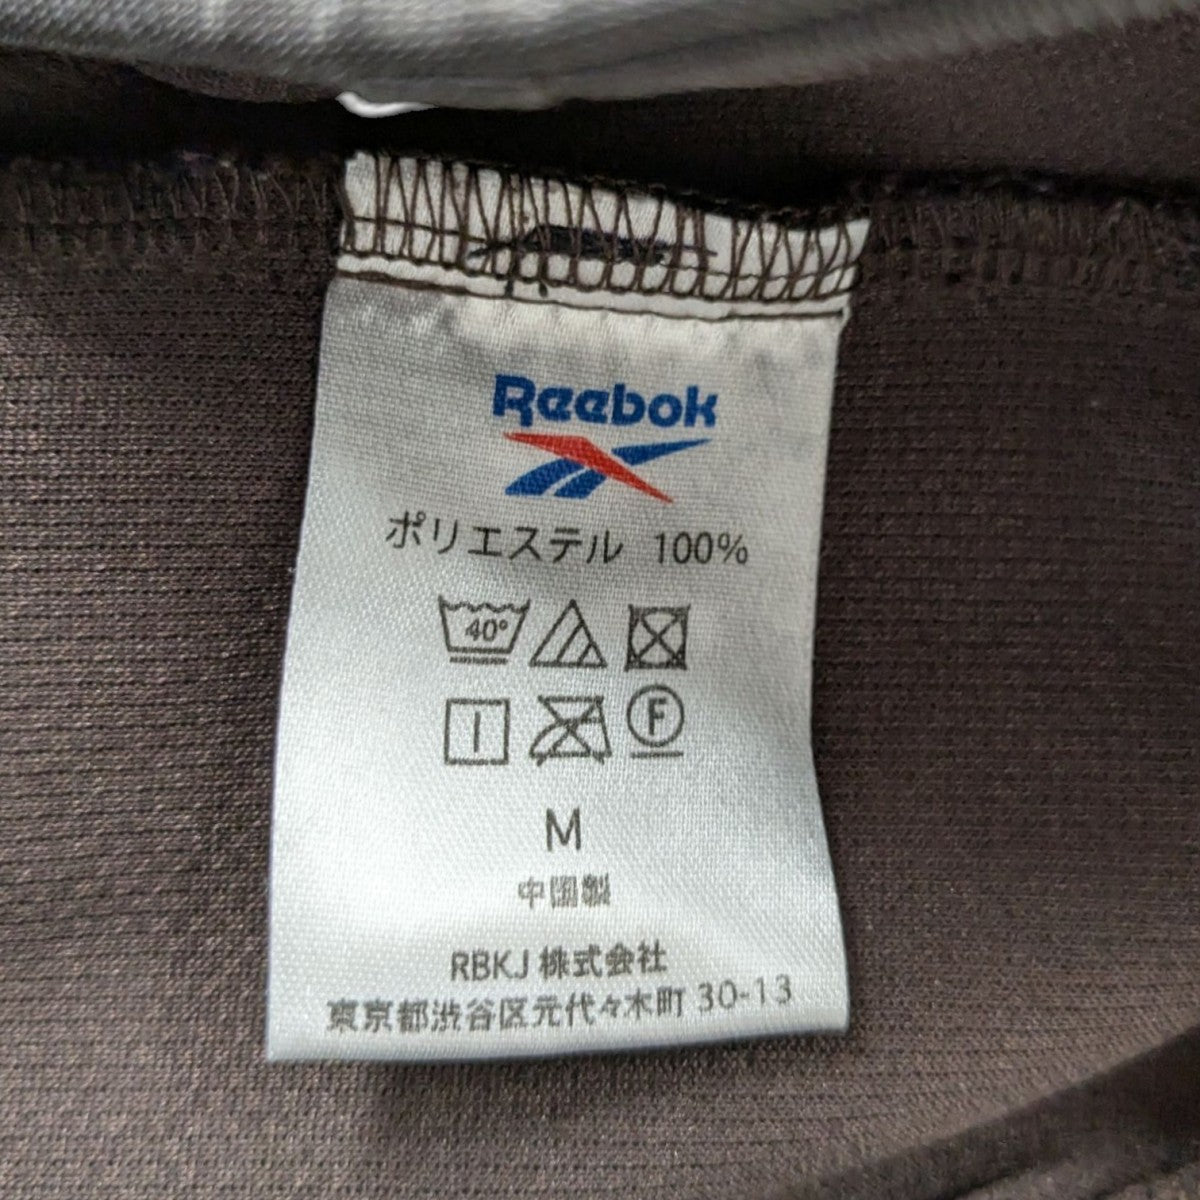 Reebok
ポリエステル 100%
40°
F
M
中国製
RBKJ 株式会社
東京都渋谷区元代々木町 30-13